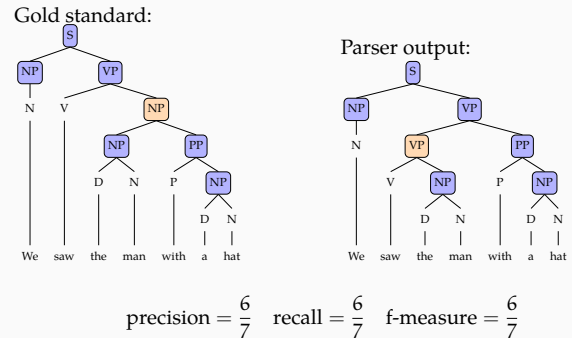 Gold standard:
S
NP VP
N V NP
NP PP
D N P NP
D N
We saw the man with a hat
Parser output:
S
NP VP
N VP PP
V NP P NP
D N D N
We saw the man with a hat
precision = 6/7 recall = 6/7 f-measure = 6/7